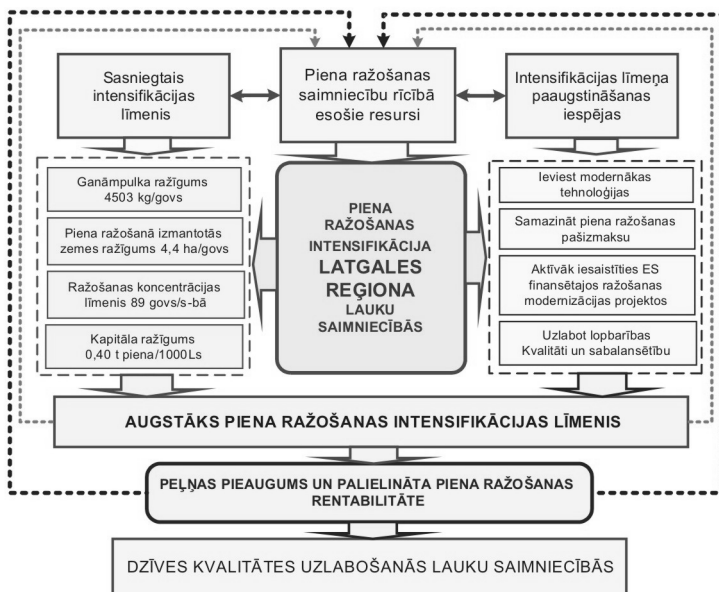 Sasniegtais
intensifikācijas
līmenis
Piena ražošanas
saimniecību rīcībā
esošie resursi
Intensifikācijas līmeņa
paaugstināšanas
iespējas
Ganāmpulka ražīgums
4503 kg/govs
Piena ražošanā izmantotās
zemes ražīgums 4,4 ha/govs
Ražošanas koncentrācijas
līmenis 89 govs/s-bā
Kapitāla ražīgums
0,40 t piena/1000Ls
PIENA
RAŽOŠANAS
INTENSIFIKĀCIJA
LATGALES
REĢIONA
LAUKU
SAIMNIECĪBĀS
Ieviest modernākas
tehnoloģijas
Samazināt piena ražošanas
pašizmaksu
Aktīvāk iesaistīties ES
finansētajos ražošanas
modernizācijas projektos
Uzlabot lopbarības
Kvalitāti un sabalansētību
AUGSTĀKS PIENA RAŽOŠANAS INTENSIFIKĀCIJAS LĪMENIS
PEĻŅAS PIEAUGUMS UN PALIELINĀTA PIENA RAŽOŠANAS
RENTABILITĀTE
DZĪVES KVALITĀTES UZLABOŠANĀS LAUKU SAIMNIECĪBĀS